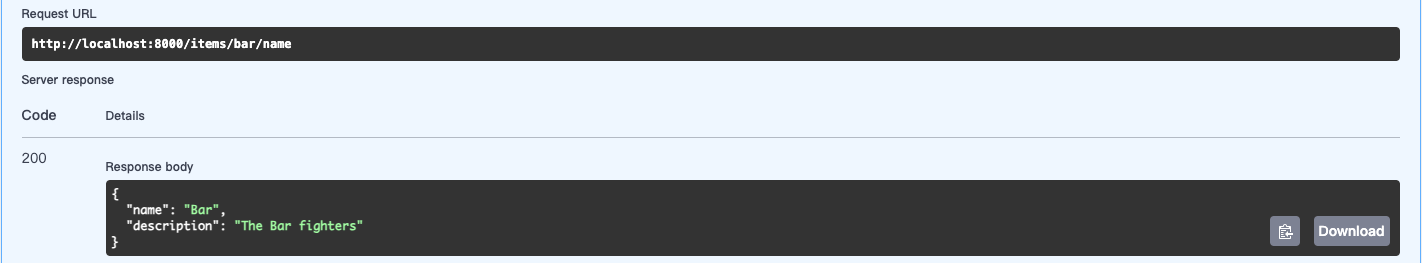 Request URL
http://localhost:8000/items/bar/name
Server response
Code Details
200
Response body
{
  "name": "Bar",
  "description": "The Bar fighters"
}
Download